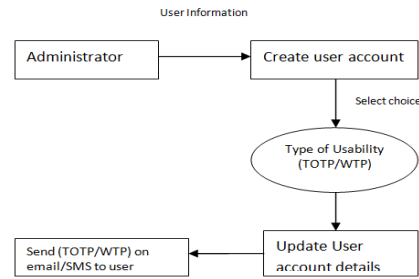 User Information
Administrator
Create user account
Select choice
Type of Usability
(TOTP/WTP)
Update User
account details
Send (TOTP/WTP) on
email/SMS to user